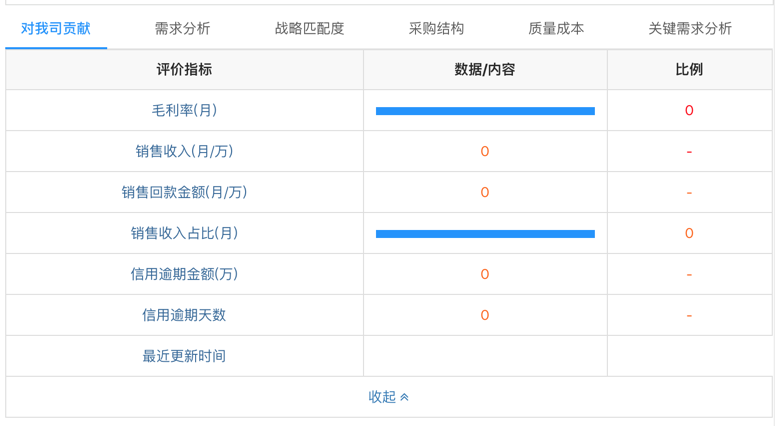 对我司贡献 需求分析 战略匹配度 采购结构 质量成本 关键需求分析
评价指标 数据/内容 比例
毛利率(月) 0
销售收入(月/万) 0 -
销售回款金额(月/万) 0 -
销售收入占比(月) 0
信用逾期金额(万) 0 -
信用逾期天数 0 -
最近更新时间
收起